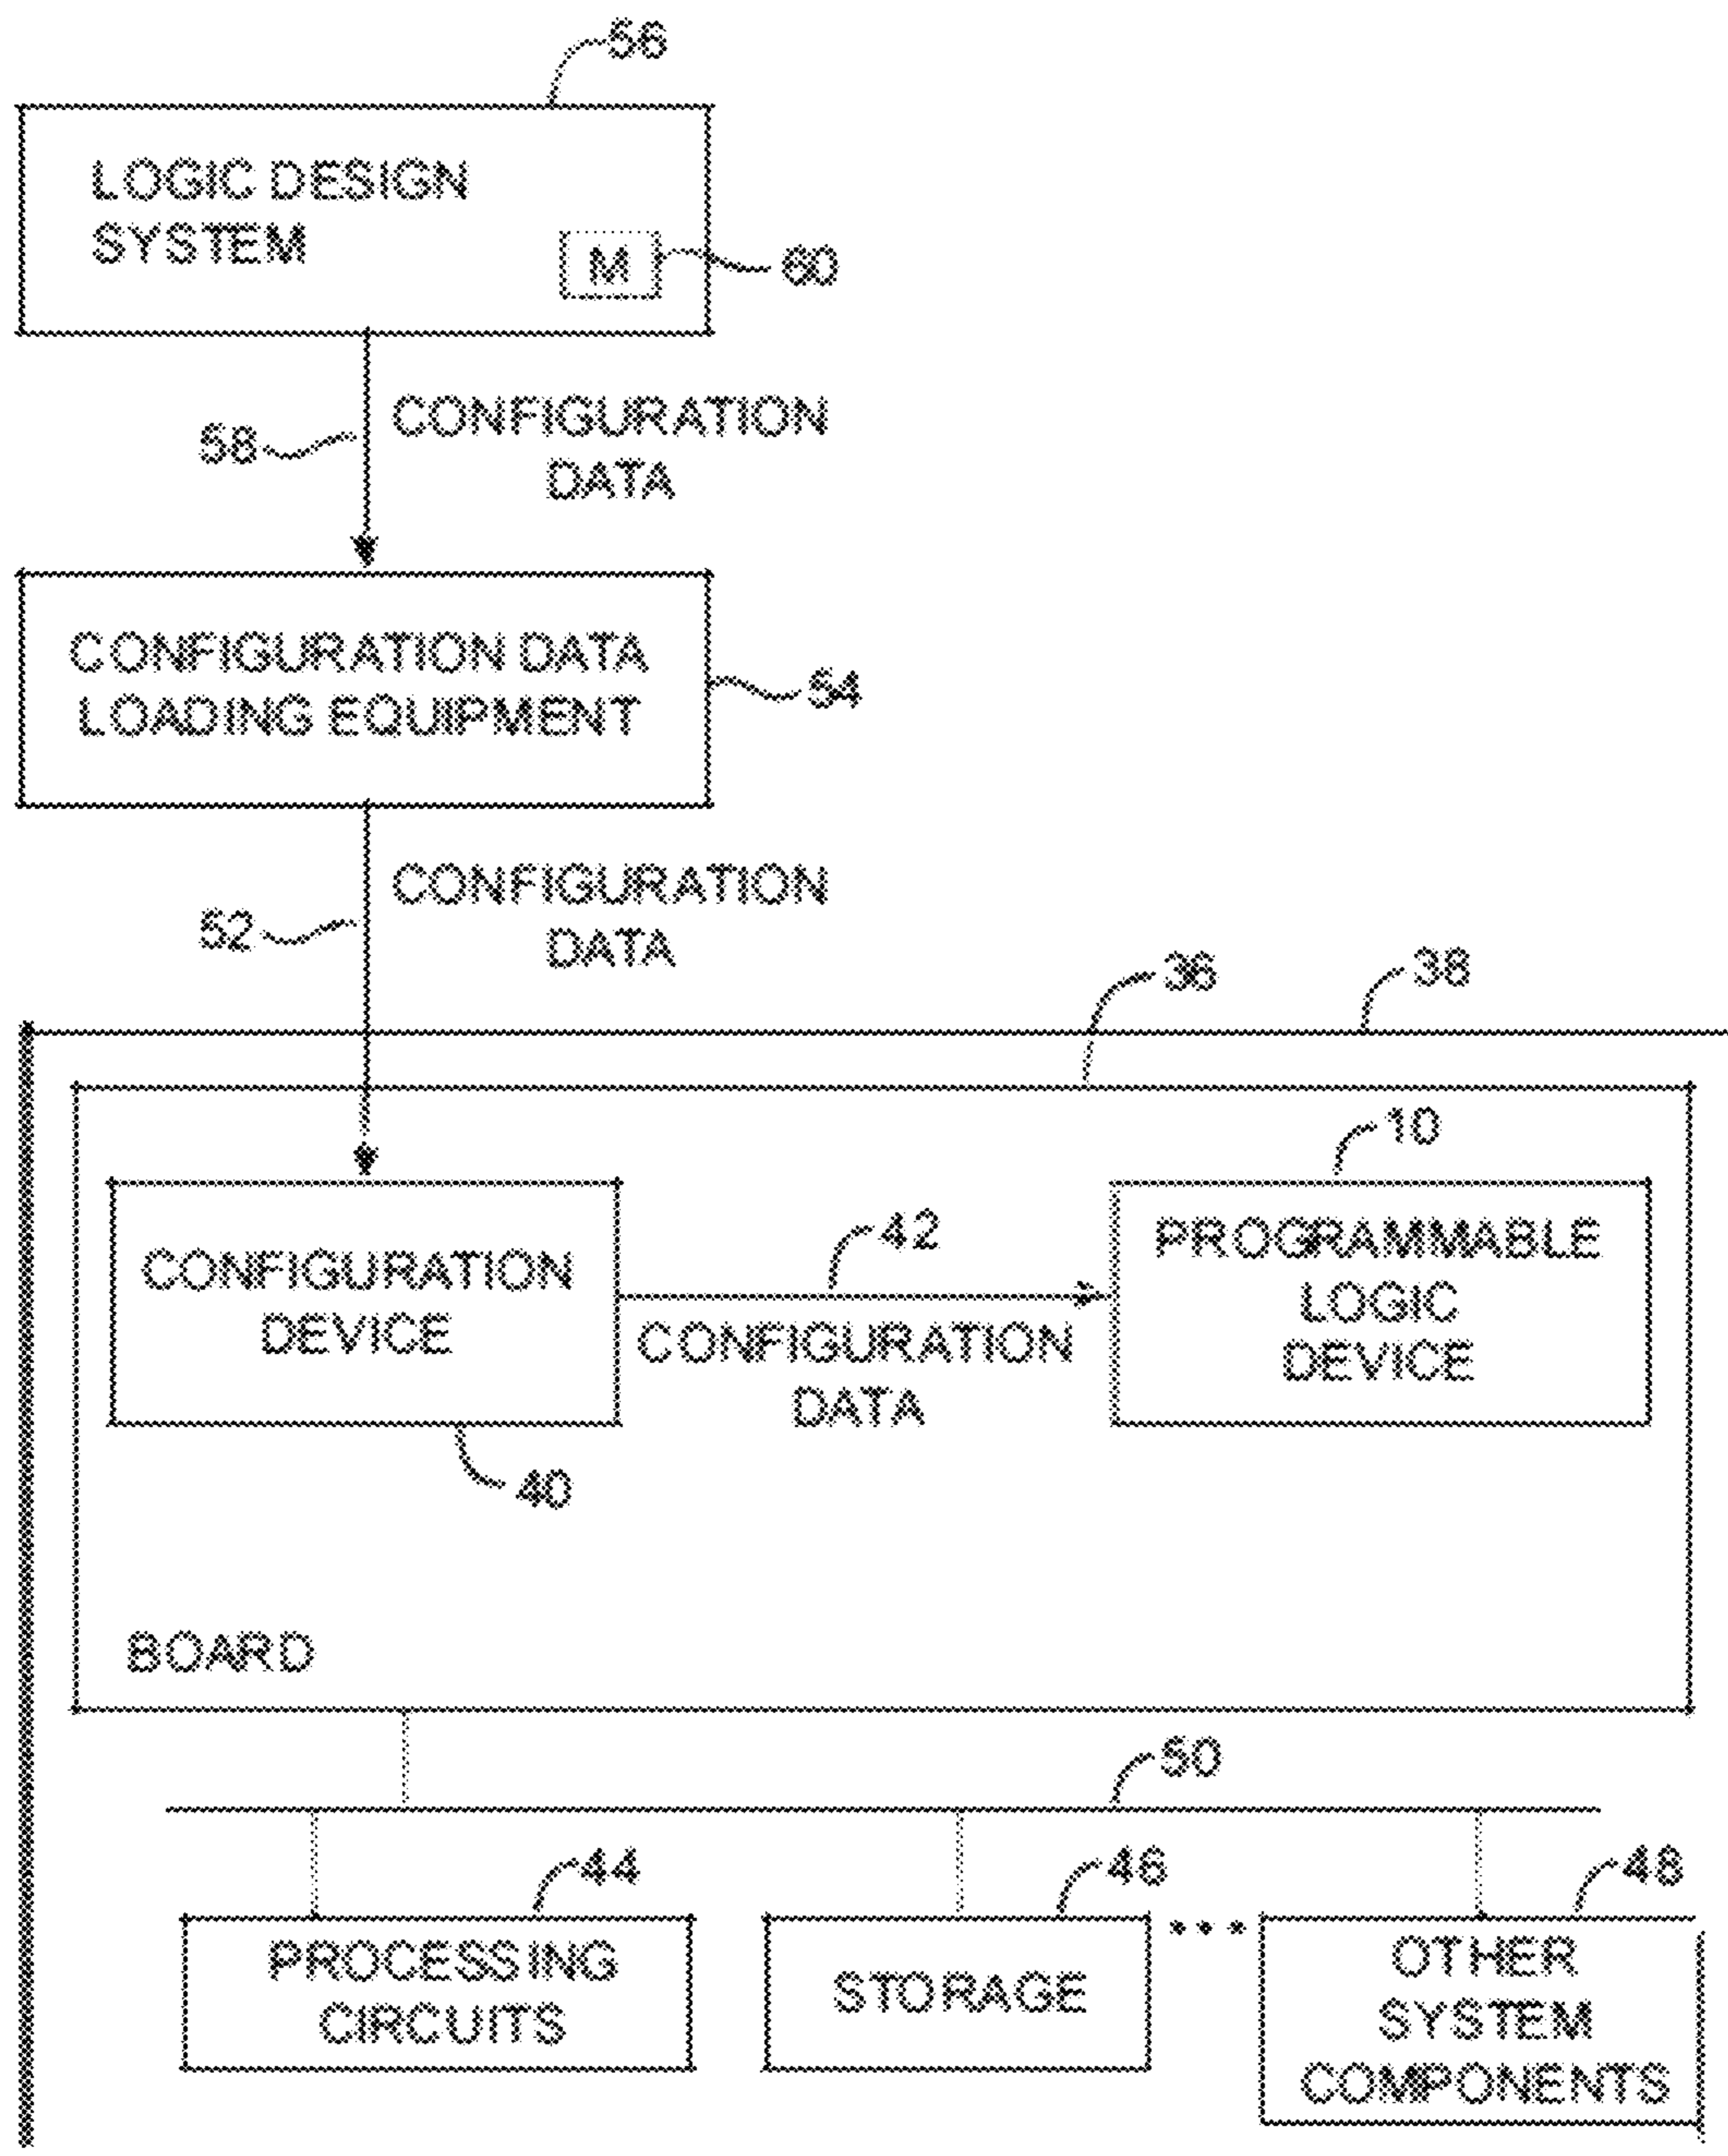 56
LOGIC DESIGN
SYSTEM
M
60
58
CONFIGURATION
DATA
CONFIGURATION DATA
LOADING EQUIPMENT
54
52
CONFIGURATION
DATA
36
38
10
CONFIGURATION
DEVICE
42
CONFIGURATION
DATA
PROGRAMMABLE
LOGIC
DEVICE
40
BOARD
50
44
46
48
PROCESSING
CIRCUITS
STORAGE
...
OTHER
SYSTEM
COMPONENTS